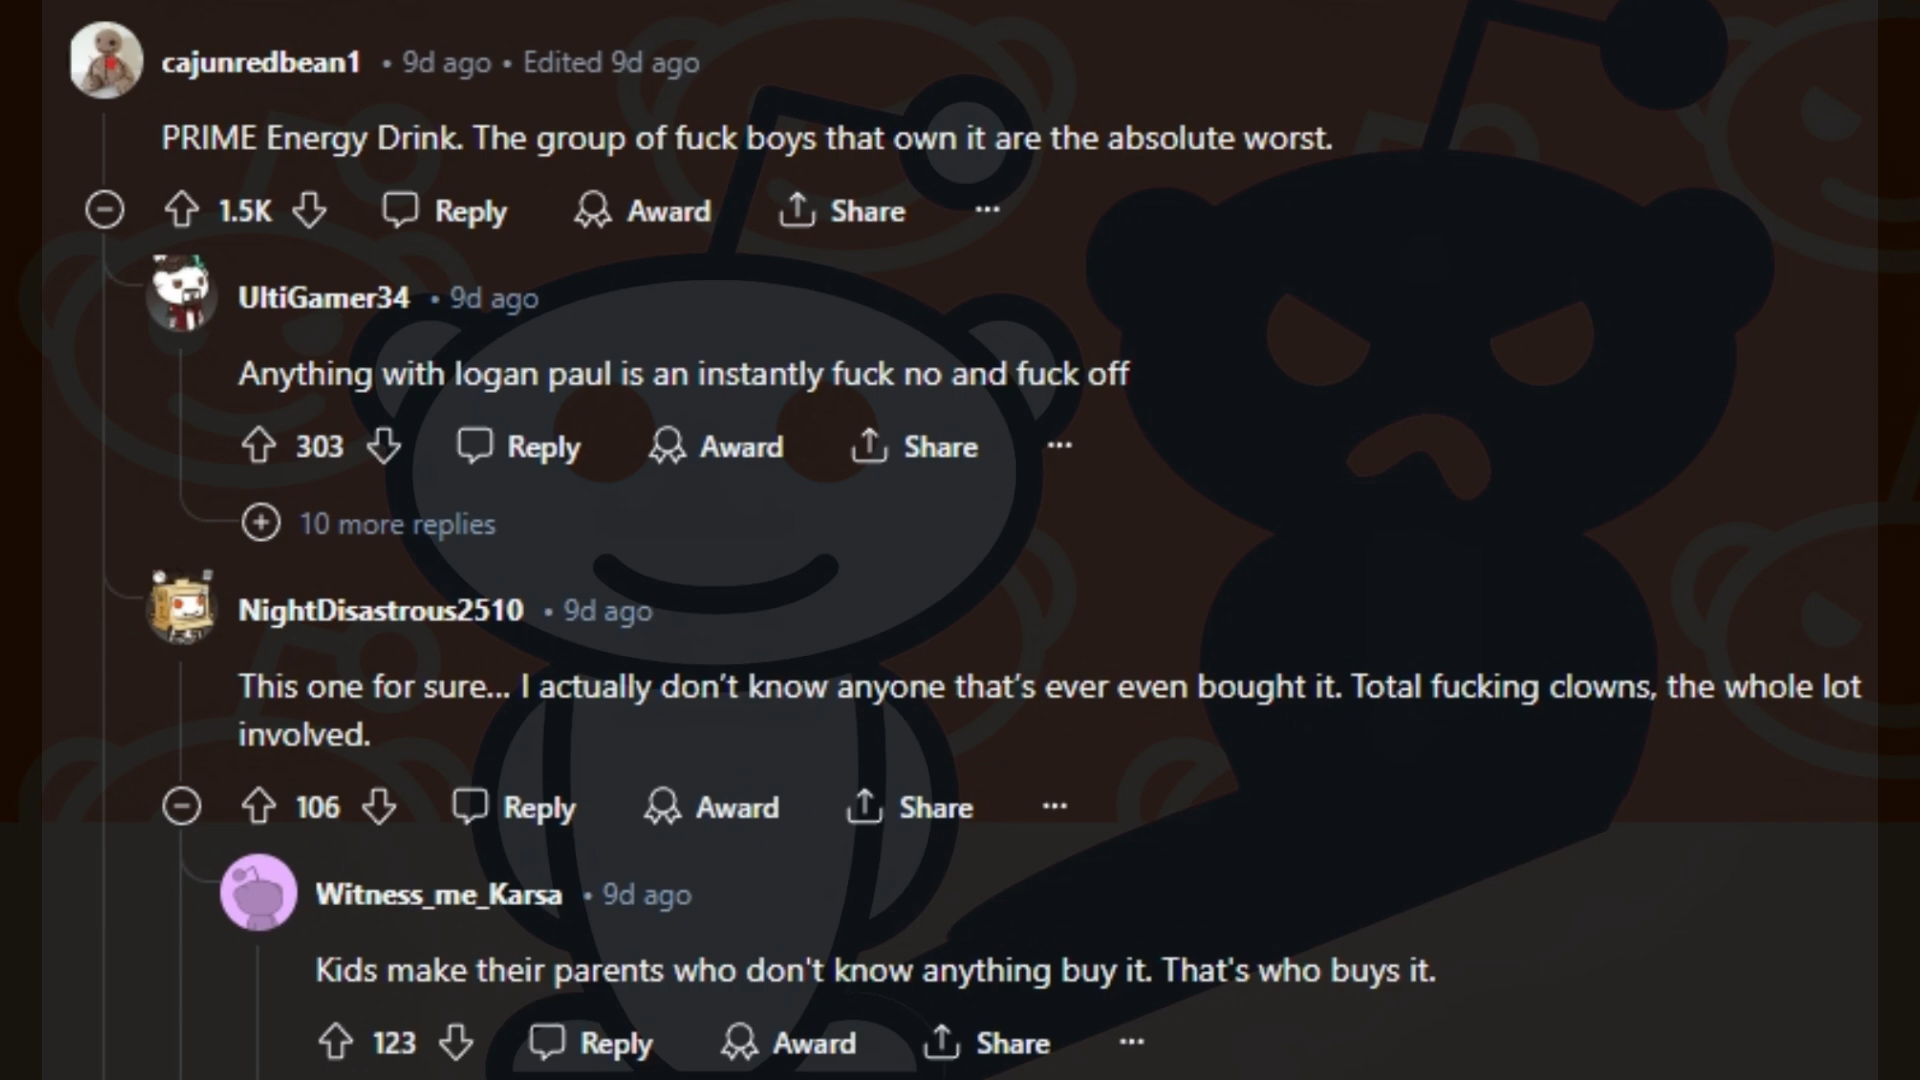 cajunredbean1 • 9d ago • Edited 9d ago
PRIME Energy Drink. The group of fuck boys that own it are the absolute worst.
1.5K Reply Award Share ...
UltiGamer34 • 9d ago
Anything with logan paul is an instantly fuck no and fuck off
303 Reply Award Share ...
10 more replies
NightDisastrous2510 • 9d ago
This one for sure... I actually don’t know anyone that’s ever even bought it. Total fucking clowns, the whole lot
involved.
106 Reply Award Share ...
Witness_me_Karsa • 9d ago
Kids make their parents who don't know anything buy it. That's who buys it.
123 Reply Award Share ...